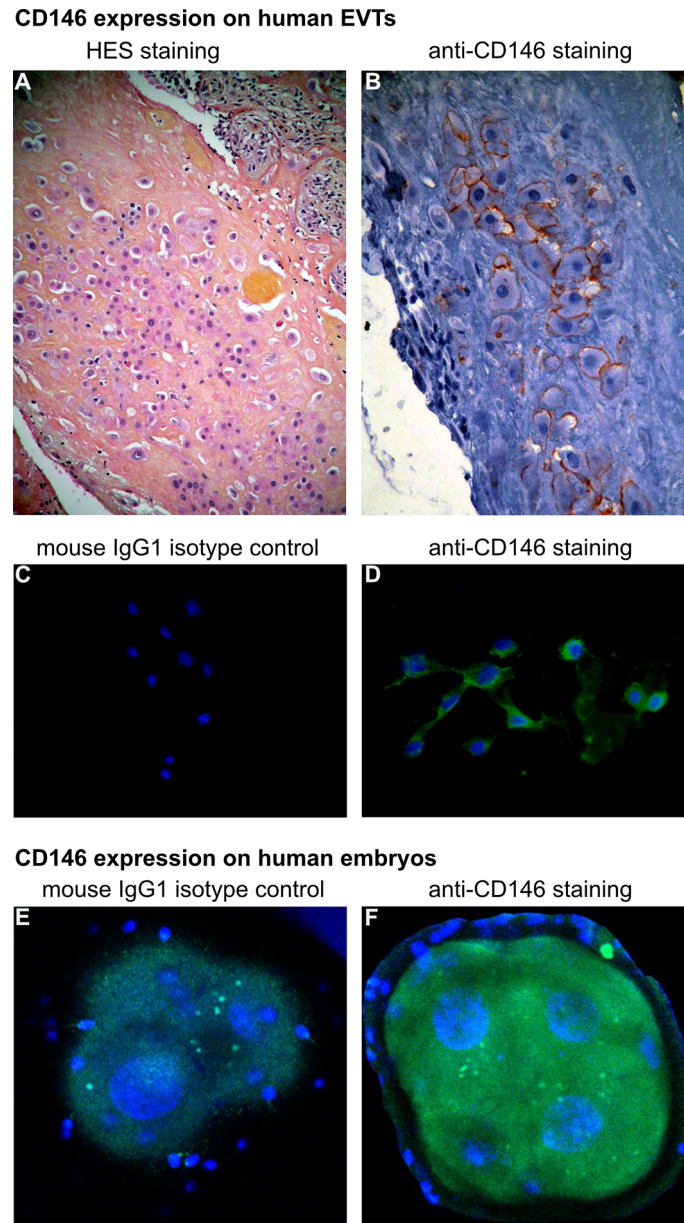 CD146 expression on human EVTs
HES staining
anti-CD146 staining
A
B
mouse IgG1 isotype control
anti-CD146 staining
C
D
CD146 expression on human embryos
mouse IgG1 isotype control
anti-CD146 staining
E
F